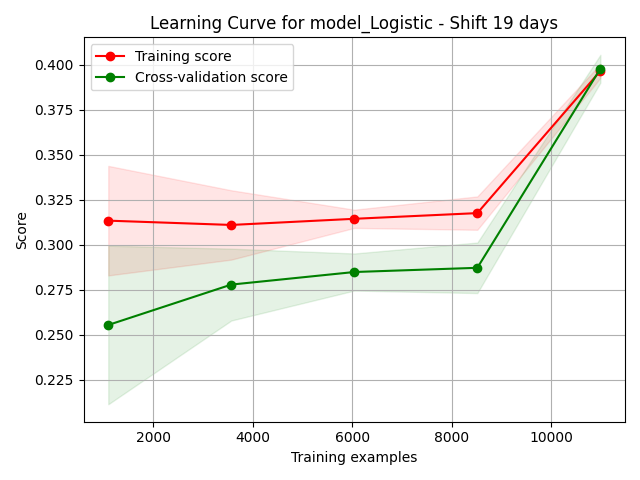 Learning Curve for model_Logistic - Shift 19 days
Training score
Cross-validation score
0.400
0.375
0.350
0.325
0.300
0.275
0.250
0.225
Score
2000 4000 6000 8000 10000
Training examples